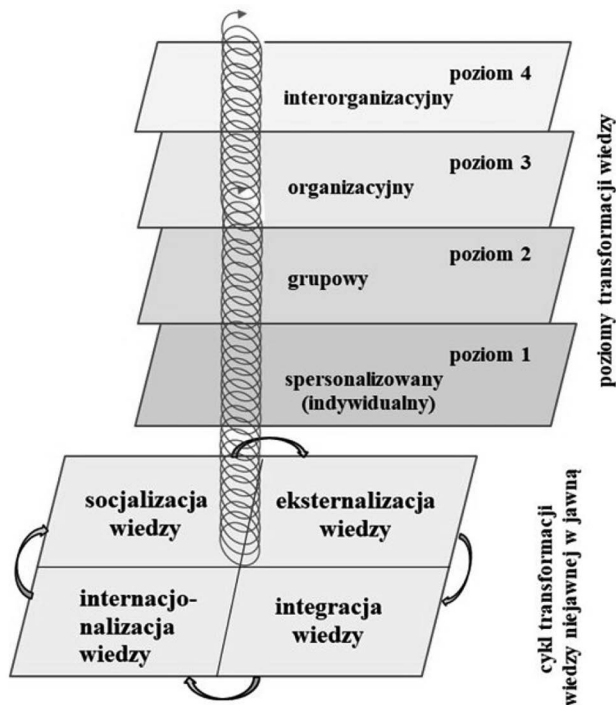 poziom 4
interorganizacyjny
poziom 3
organizacyjny
poziom 2
grupowy
poziom 1
spersonalizowany
(indywidualny)
poziomy transformacji wiedzy
socjalizacja
wiedzy
eksternalizacja
wiedzy
internacjo-
nalizacja
wiedzy
integracja
wiedzy
cykl transformacji
wiedzy niejawnej w jawną